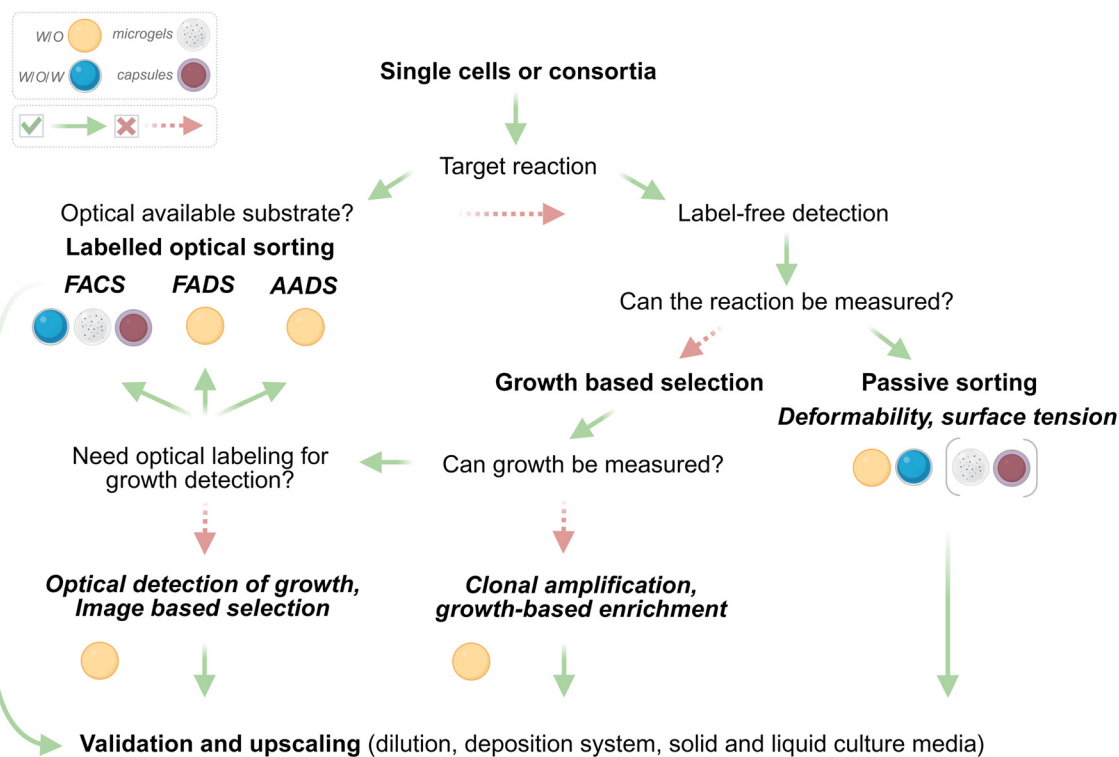 W/O
microgels
W/O/W
capsules
Single cells or consortia
Target reaction
Optical available substrate?
Labelled optical sorting
FACS
FADS
AADS
Label-free detection
Can the reaction be measured?
Growth based selection
Passive sorting
Deformability, surface tension
Need optical labeling for
growth detection?
Can growth be measured?
Optical detection of growth,
Image based selection
Clonal amplification,
growth-based enrichment
Validation and upscaling (dilution, deposition system, solid and liquid culture media)